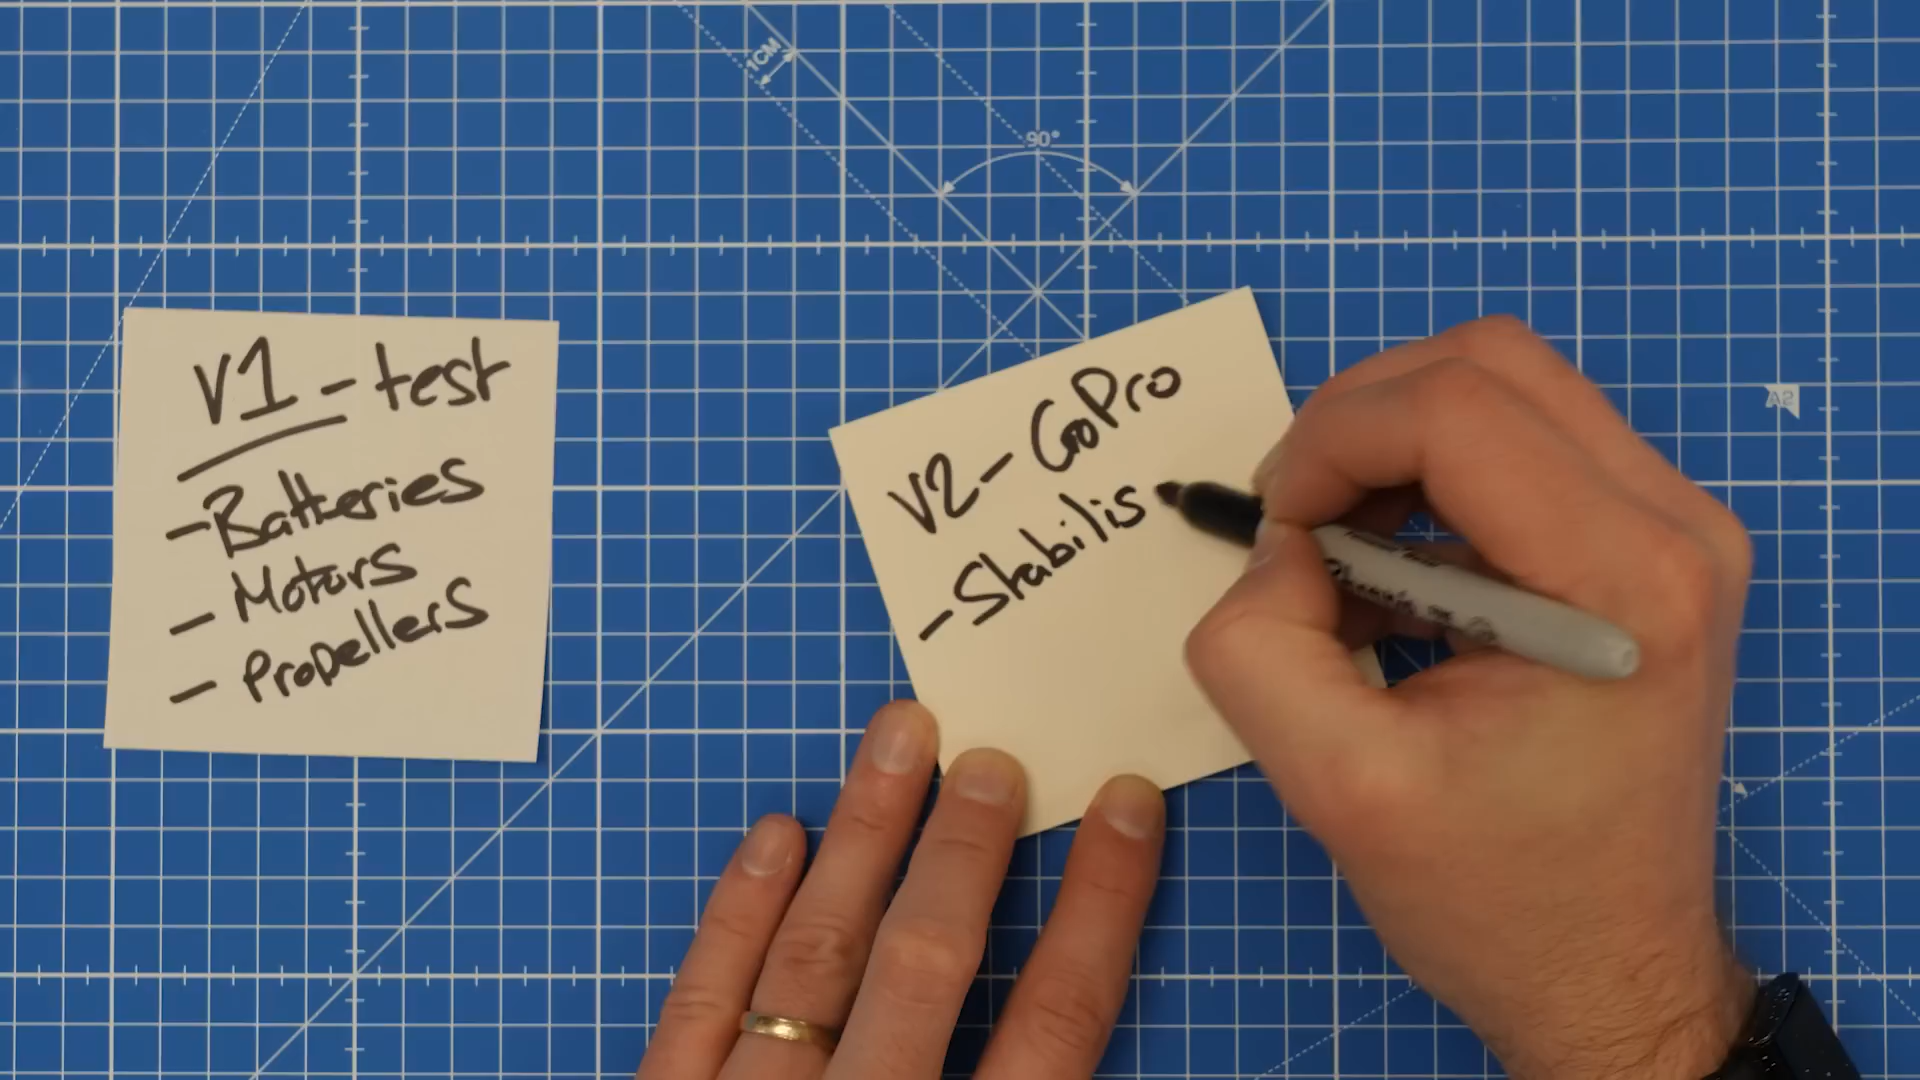 V1 - test
- Batteries
- Motors
- Propellers
V2 - GoPro
- Stabilis
1CM
90°
A2